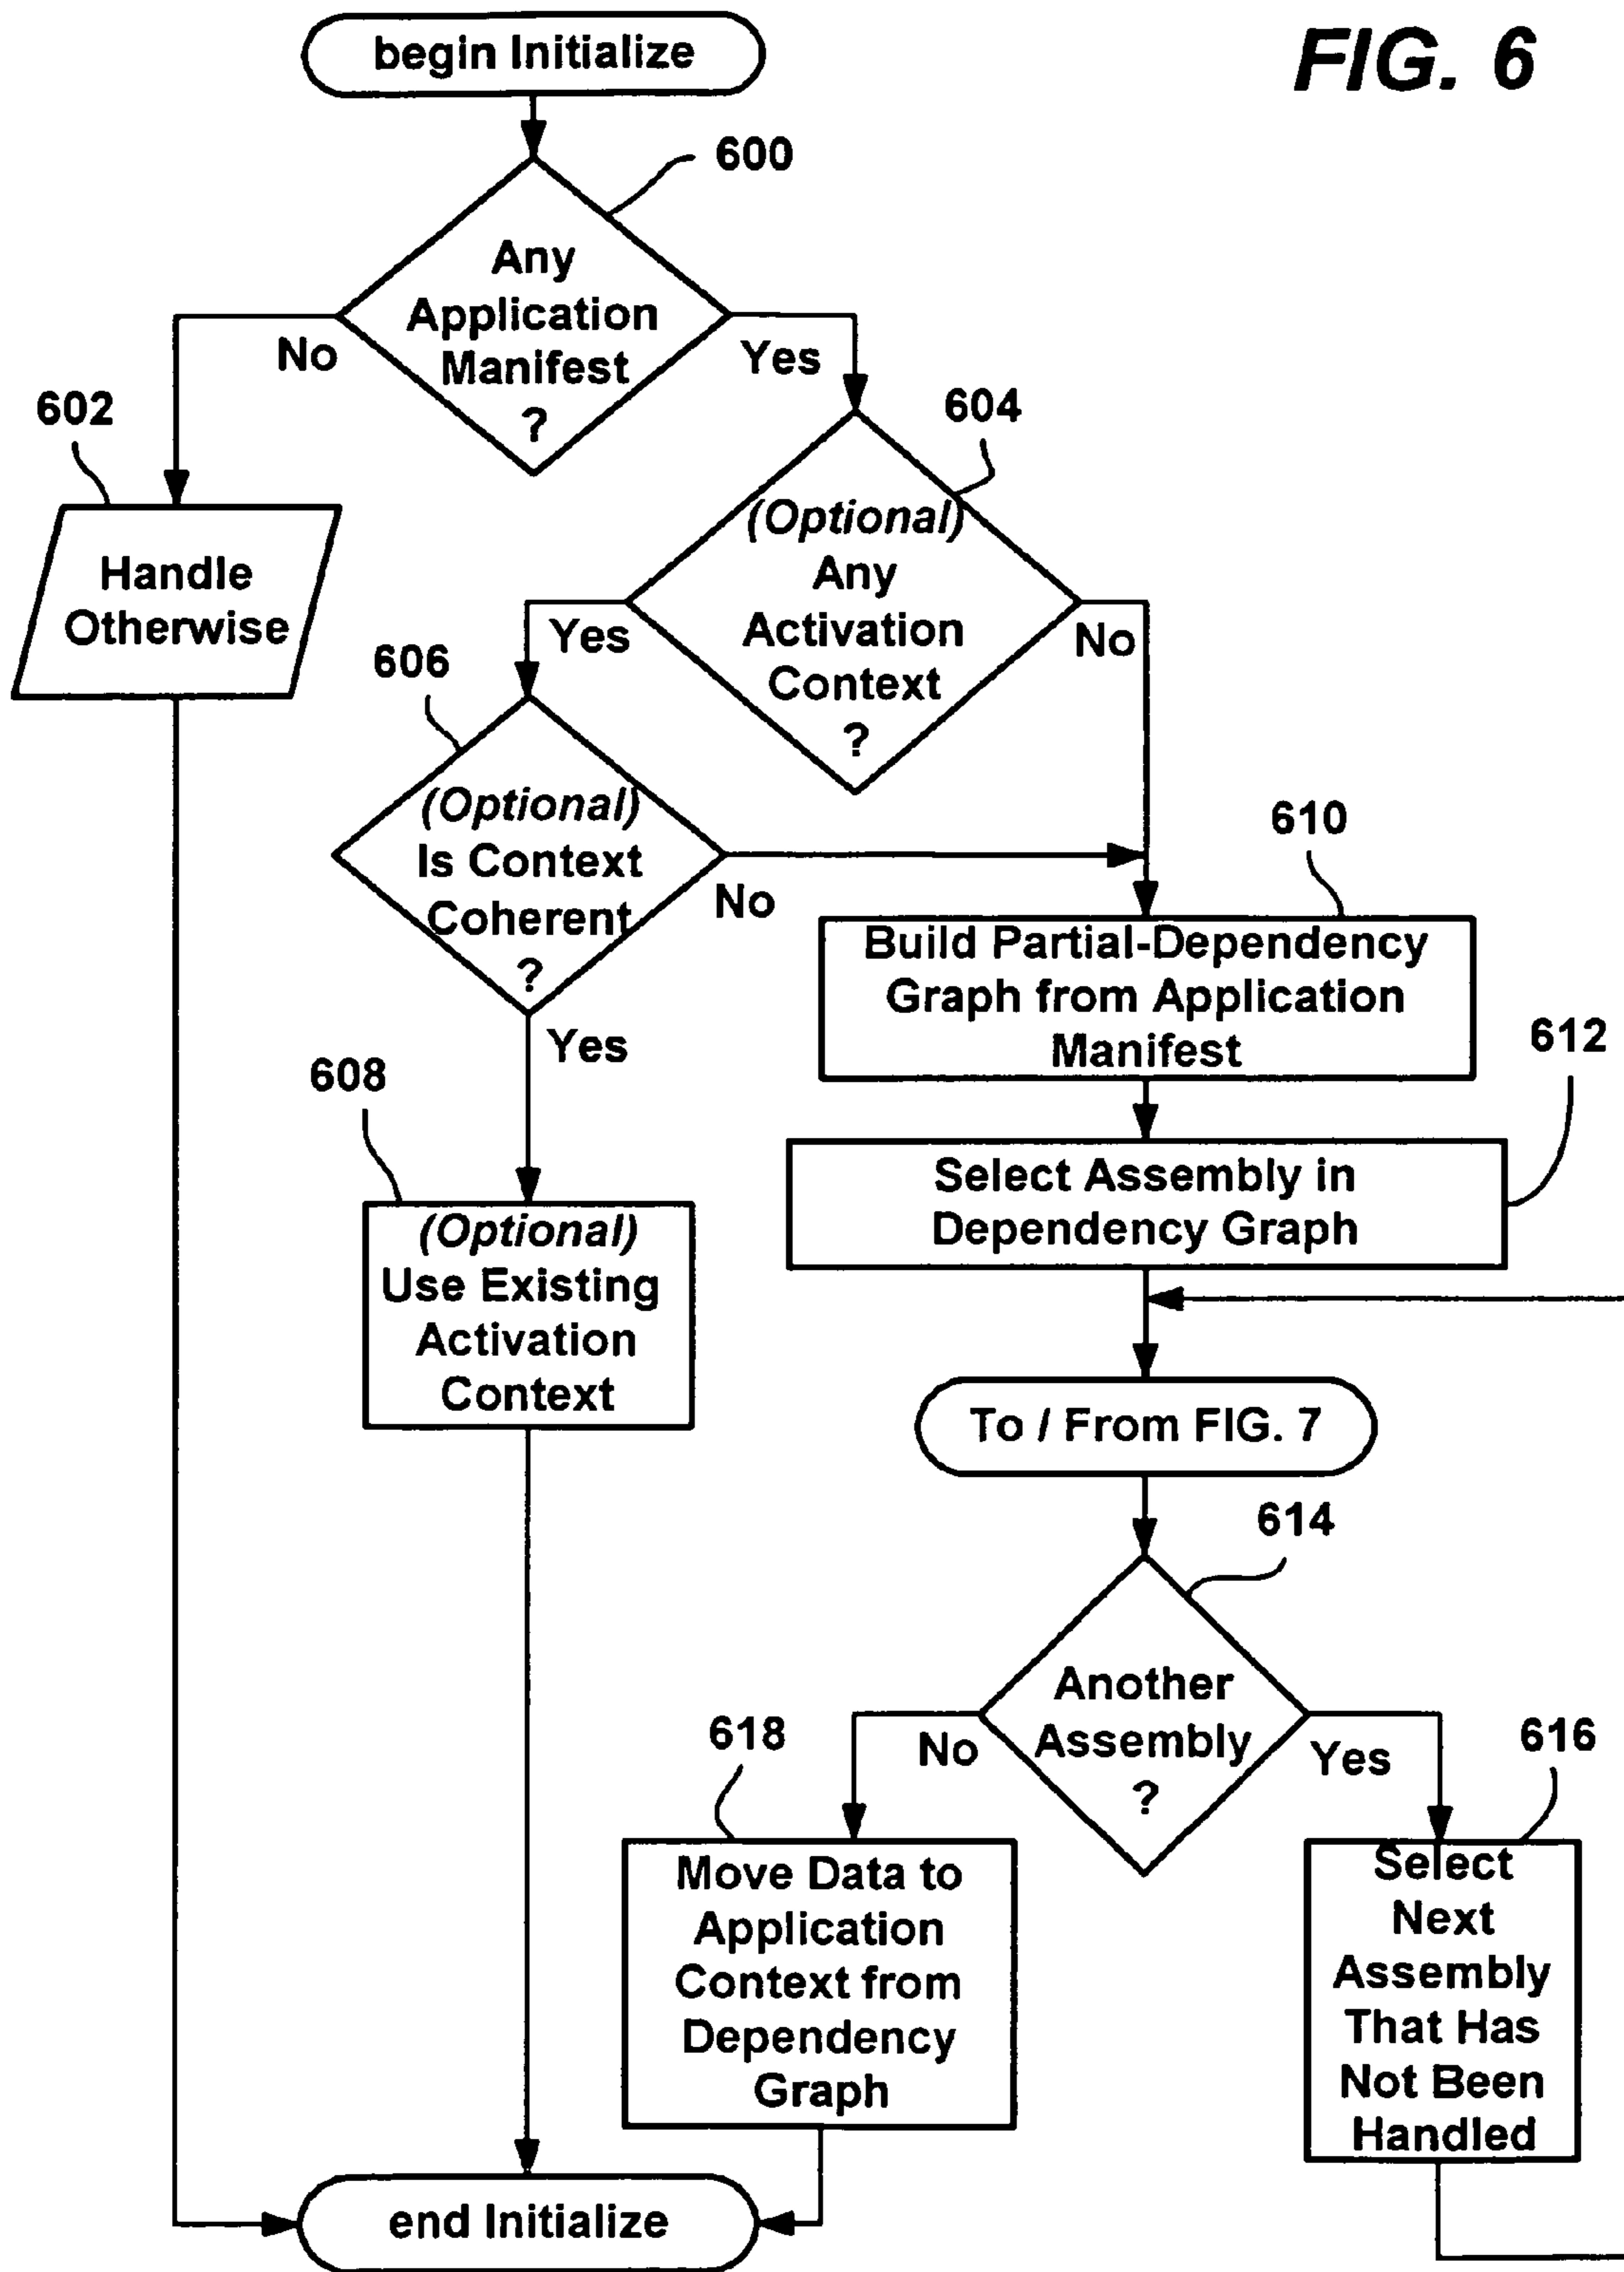 begin Initialize
FIG. 6
600
Any
Application
Manifest
?
No
Yes
602
604
Handle
Otherwise
(Optional)
Any
Activation
Context
?
Yes
No
606
(Optional)
Is Context
Coherent
?
No
Yes
610
Build Partial-Dependency
Graph from Application
Manifest
612
608
Select Assembly in
Dependency Graph
(Optional)
Use Existing
Activation
Context
To / From FIG. 7
614
Another
Assembly
?
No
Yes
618
616
Move Data to
Application
Context from
Dependency
Graph
Select
Next
Assembly
That Has
Not Been
Handled
end Initialize